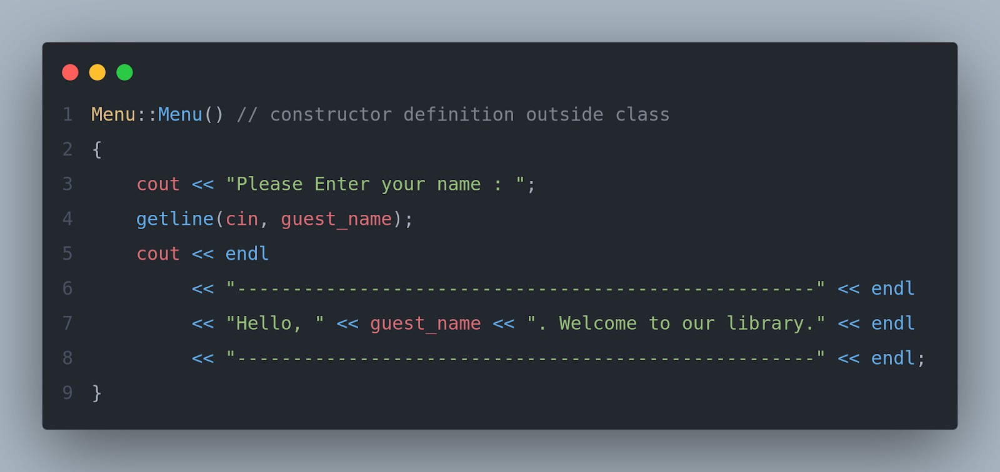 1 Menu::Menu() // constructor definition outside class
2 {
3     cout << "Please Enter your name : ";
4     getline(cin, guest_name);
5     cout << endl
6          << "----------------------------------------------------" << endl
7          << "Hello, " << guest_name << ". Welcome to our library." << endl
8          << "----------------------------------------------------" << endl;
9 }